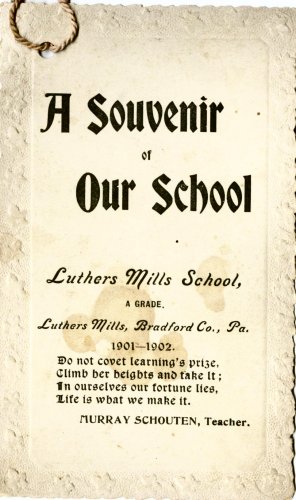 A Souvenir
of
Our School
Luthers Mills School,
A GRADE.
Luthers Mills, Bradford Co., Pa.
1901–1902.
Do not covet learning's prize,
Climb her heights and take it;
In ourselves our fortune lies,
Life is what we make it.
MURRAY SCHOUTEN, Teacher.